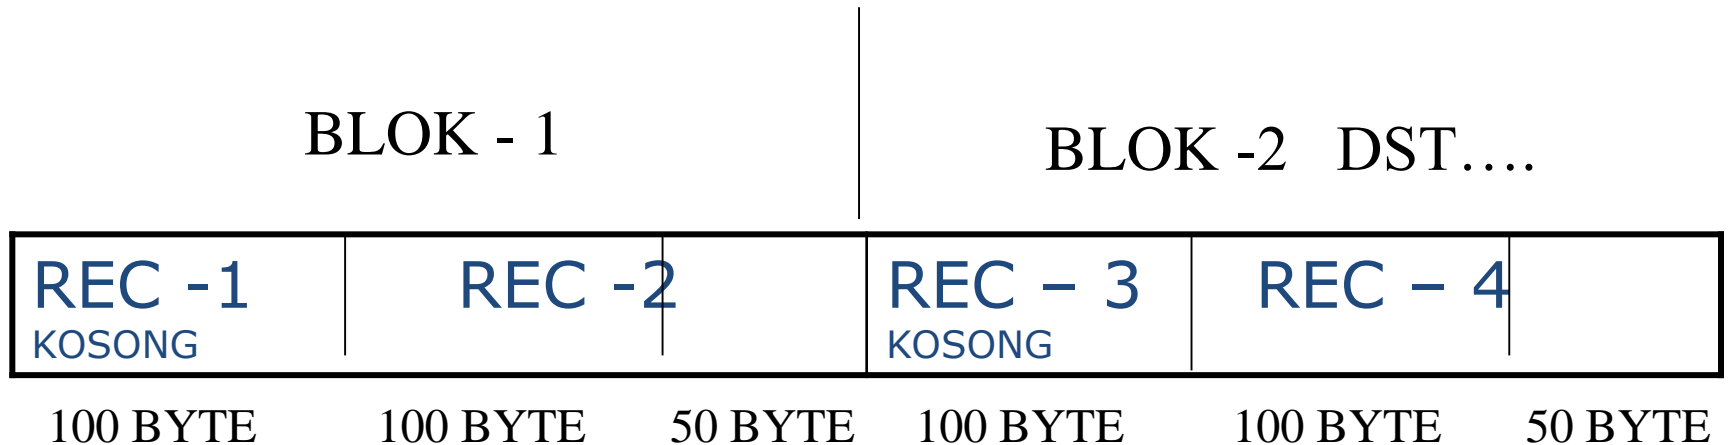 BLOK - 1
BLOK -2 DST....
REC -1 REC -2 REC – 3 REC – 4
KOSONG KOSONG
100 BYTE 100 BYTE 50 BYTE 100 BYTE 100 BYTE 50 BYTE